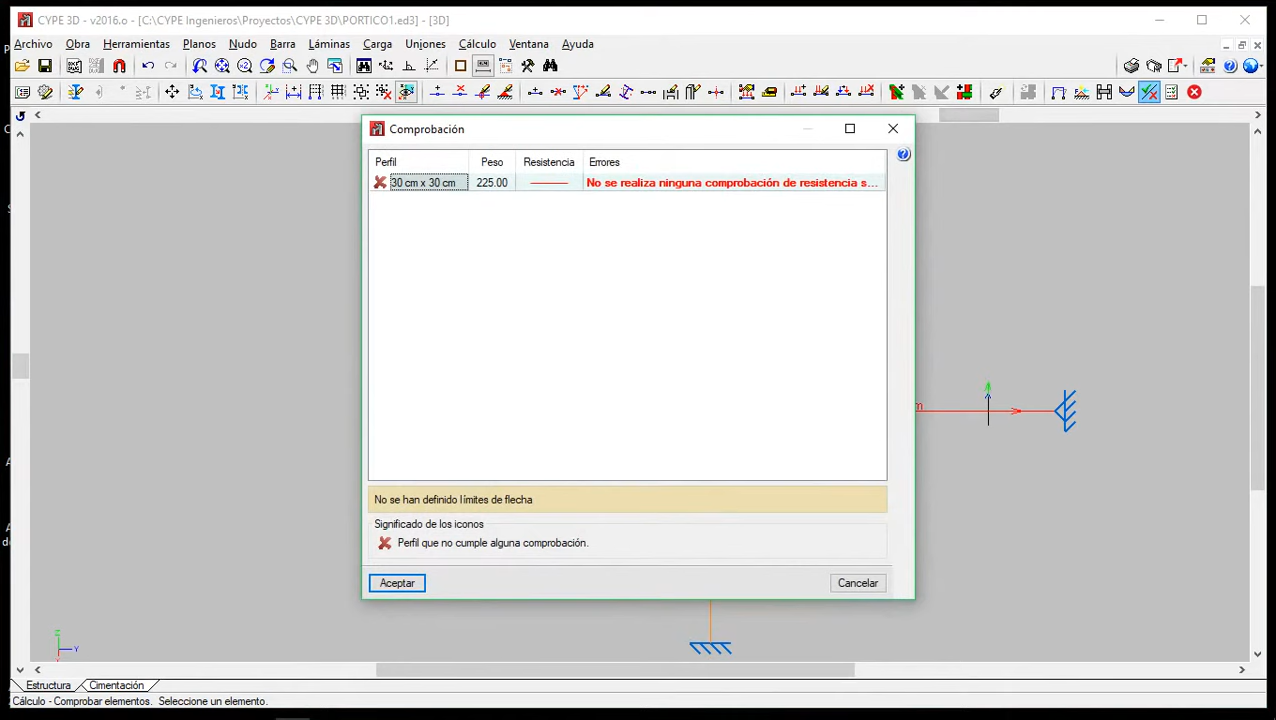 CYPE 3D - v2016.o - [C:\CYPE Ingenieros\Proyectos\CYPE 3D\PORTICO1.ed3] - [3D]
Archivo Obra Herramientas Planos Nudo Barra Láminas Carga Uniones Cálculo Ventana Ayuda
Comprobación
Perfil Peso Resistencia Errores
30 cm x 30 cm 225.00 No se realiza ninguna comprobación de resistencia s...
No se han definido límites de flecha
Significado de los iconos
Perfil que no cumple alguna comprobación.
Aceptar Cancelar
Z
Y
Estructura Cimentación
Cálculo - Comprobar elementos. Seleccione un elemento.